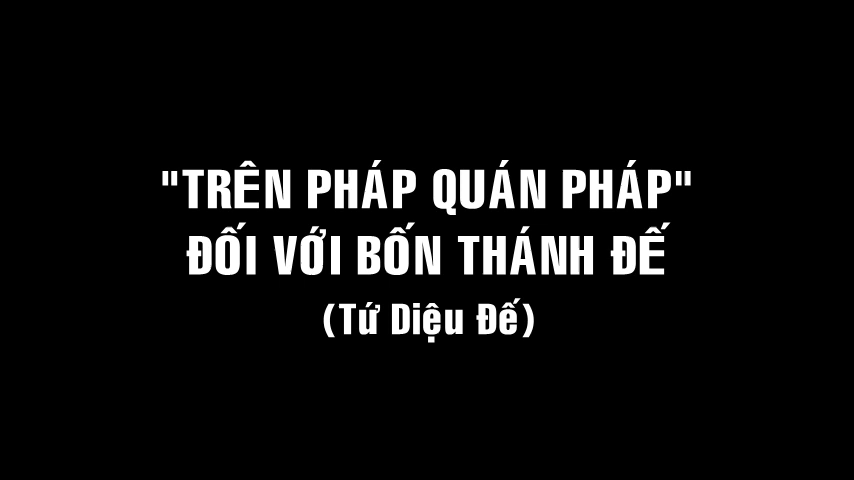 "TRÊN PHÁP QUÁN PHÁP"
ĐỐI VỚI BỐN THÁNH ĐẾ
(Tứ Diệu Đế)